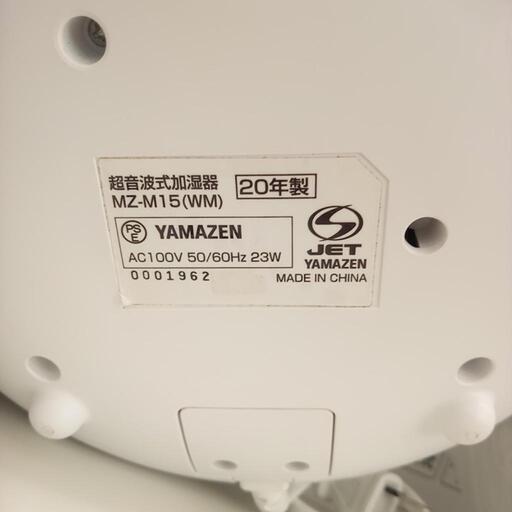 超音波式加湿器 20年製
MZ-M15(WM)
PS
E
YAMAZEN
AC100V 50/60Hz 23W
0001962
S
JET
YAMAZEN
MADE IN CHINA